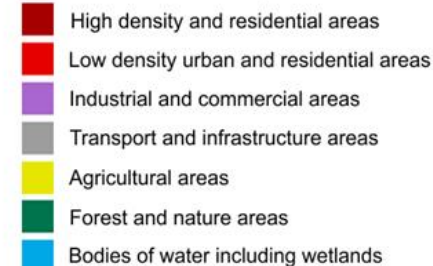 High density and residential areas
Low density urban and residential areas
Industrial and commercial areas
Transport and infrastructure areas
Agricultural areas
Forest and nature areas
Bodies of water including wetlands